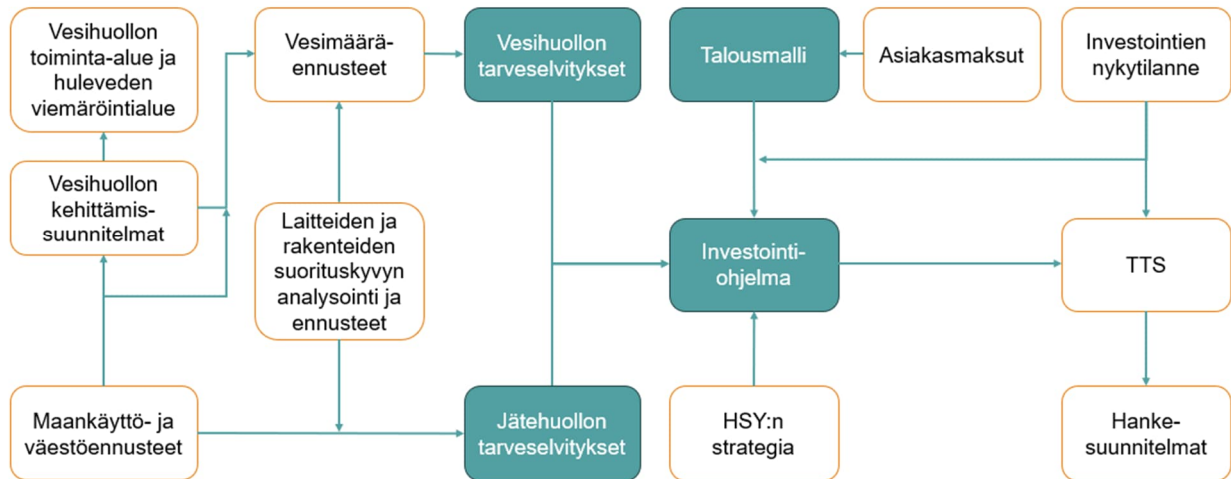 Vesihuollon
toiminta-alue ja
huleveden
viemäröintialue
Vesimäärä-
ennusteet
Vesihuollon
tarveselvitykset
Talousmalli
Asiakasmaksut
Investointien
nykytilanne
Vesihuollon
kehittämis-
suunnitelmat
Laitteiden ja
rakenteiden
suorituskyvyn
analysointi ja
ennusteet
Investointi-
ohjelma
TTS
Maankäyttö- ja
väestöennusteet
Jätehuollon
tarveselvitykset
HSY:n
strategia
Hanke-
suunnitelmat